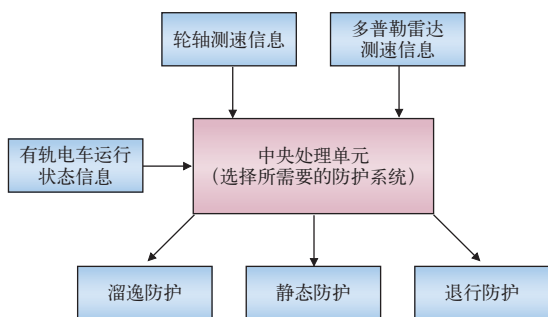 轮轴测速信息
多普勒雷达
测速信息
有轨电车运行
状态信息
中央处理单元
（选择所需要的防护系统）
溜逸防护
静态防护
退行防护